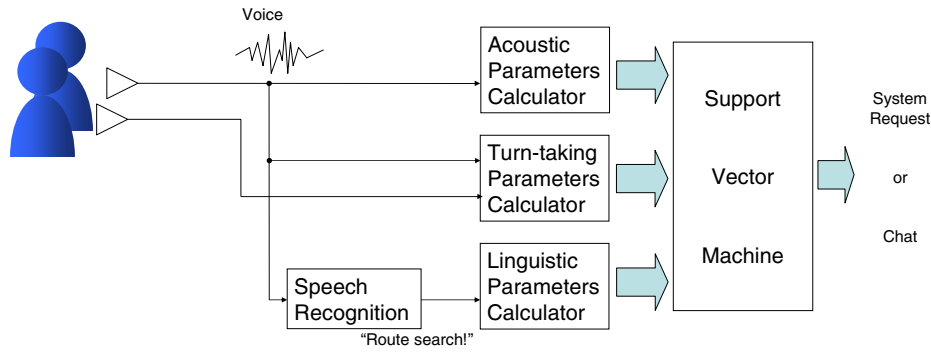 Voice
Acoustic
Parameters
Calculator
Turn-taking
Parameters
Calculator
Speech
Recognition
“Route search!”
Linguistic
Parameters
Calculator
Support
Vector
Machine
System
Request
or
Chat